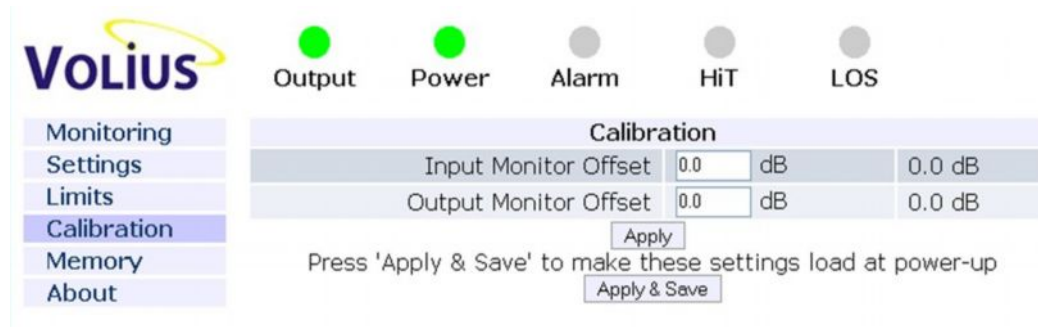 VOLIUS
Output Power Alarm HiT LOS
Monitoring
Settings
Limits
Calibration
Memory
About
Calibration
Input Monitor Offset 0.0 dB 0.0 dB
Output Monitor Offset 0.0 dB 0.0 dB
Apply
Press 'Apply & Save' to make these settings load at power-up
Apply & Save